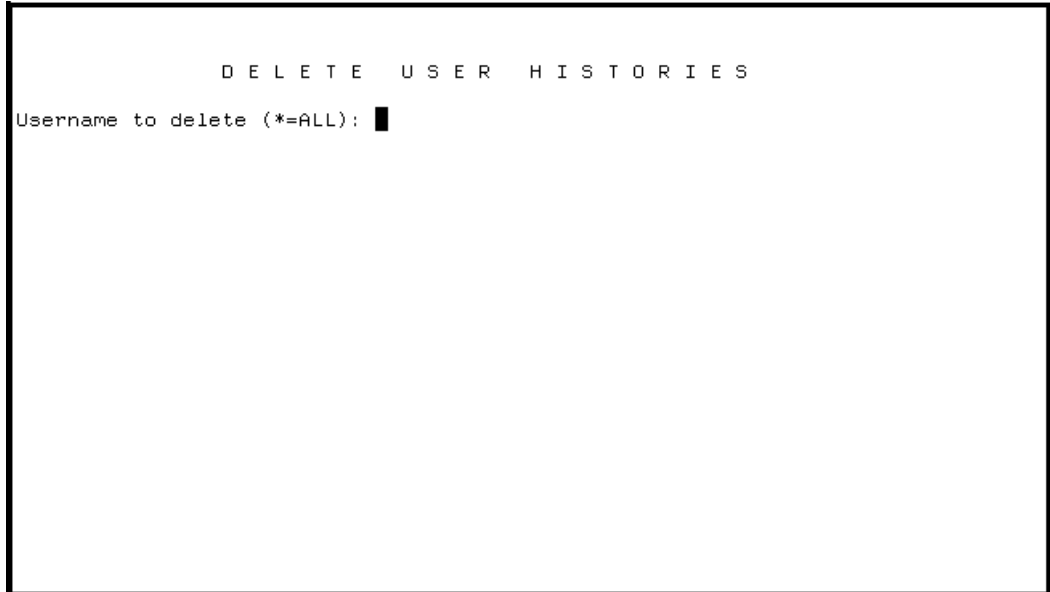 D E L E T E   U S E R   H I S T O R I E S
Username to delete (*=ALL):